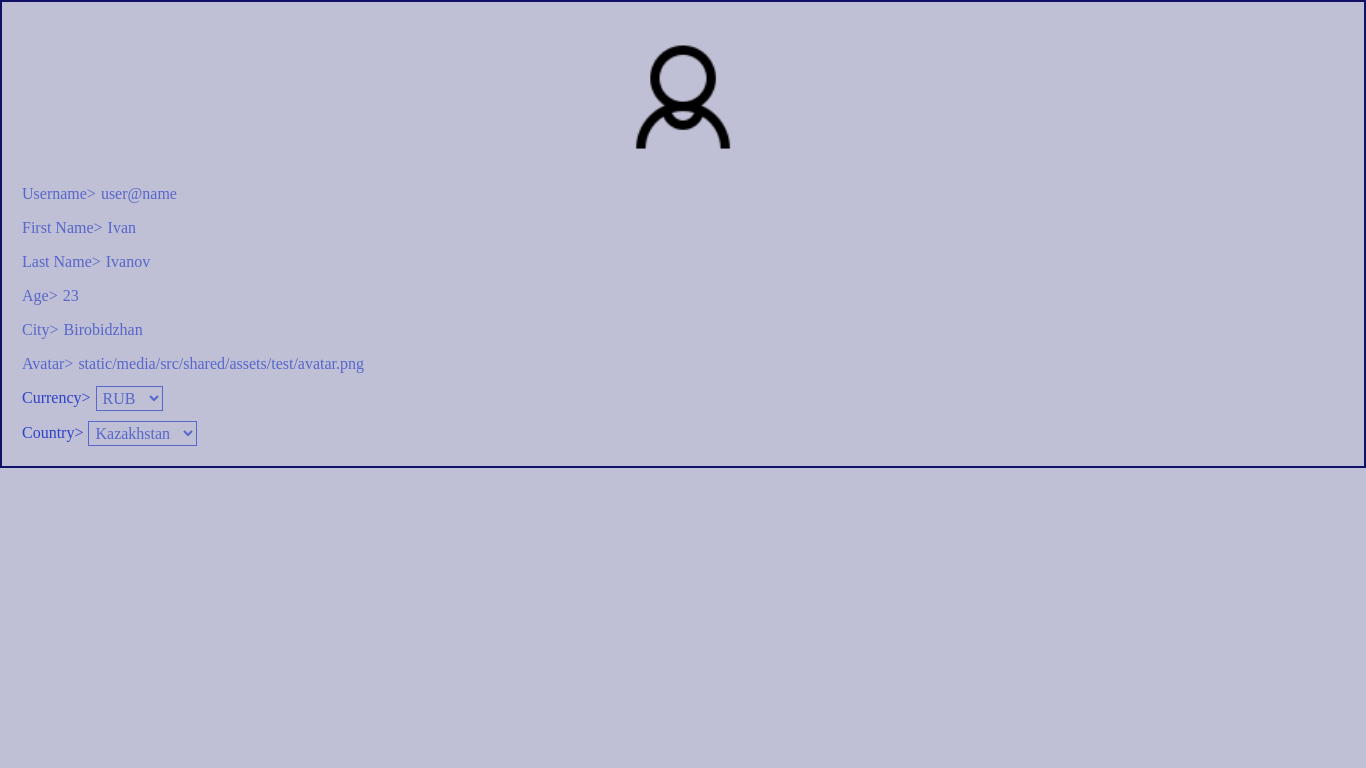 Username> user@name
First Name> Ivan
Last Name> Ivanov
Age> 23
City> Birobidzhan
Avatar> static/media/src/shared/assets/test/avatar.png
Currency> RUB
Country> Kazakhstan